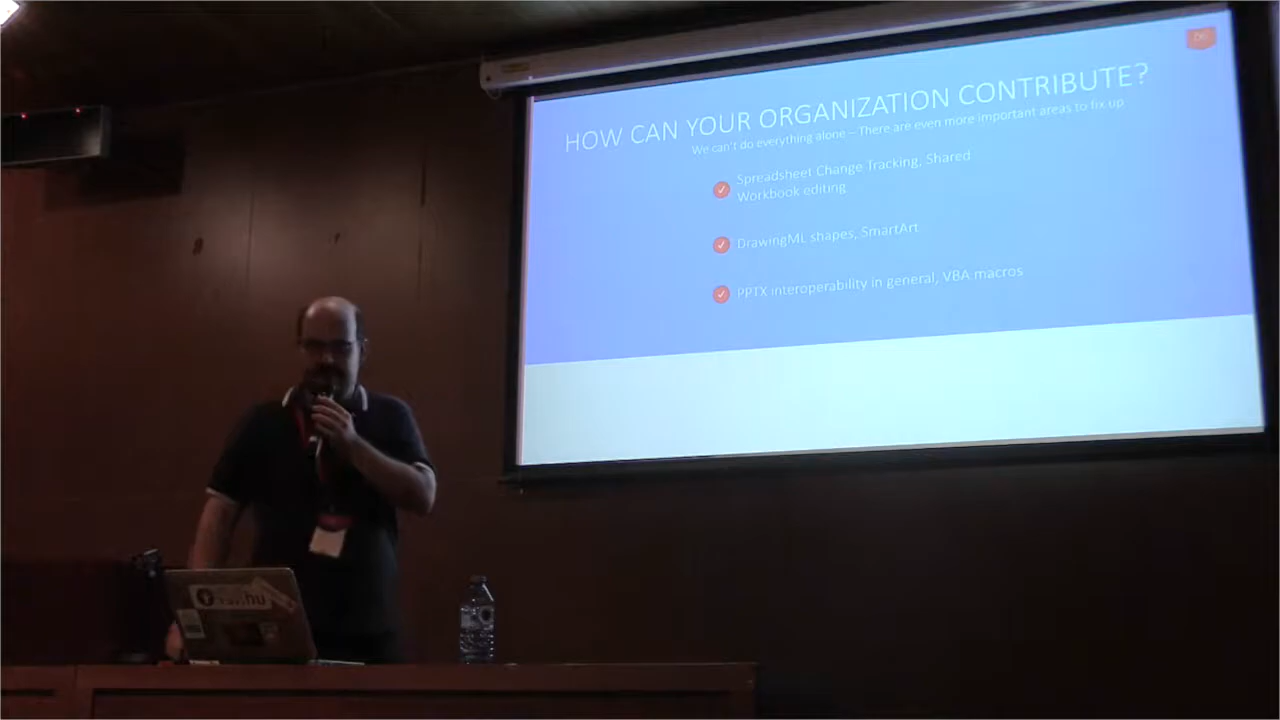 HOW CAN YOUR ORGANIZATION CONTRIBUTE?
We can't do everything alone – There are even more important areas to fix up
Spreadsheet Change Tracking, Shared
Workbook editing
DrawingML shapes, SmartArt
PPTX interoperability in general, VBA macros